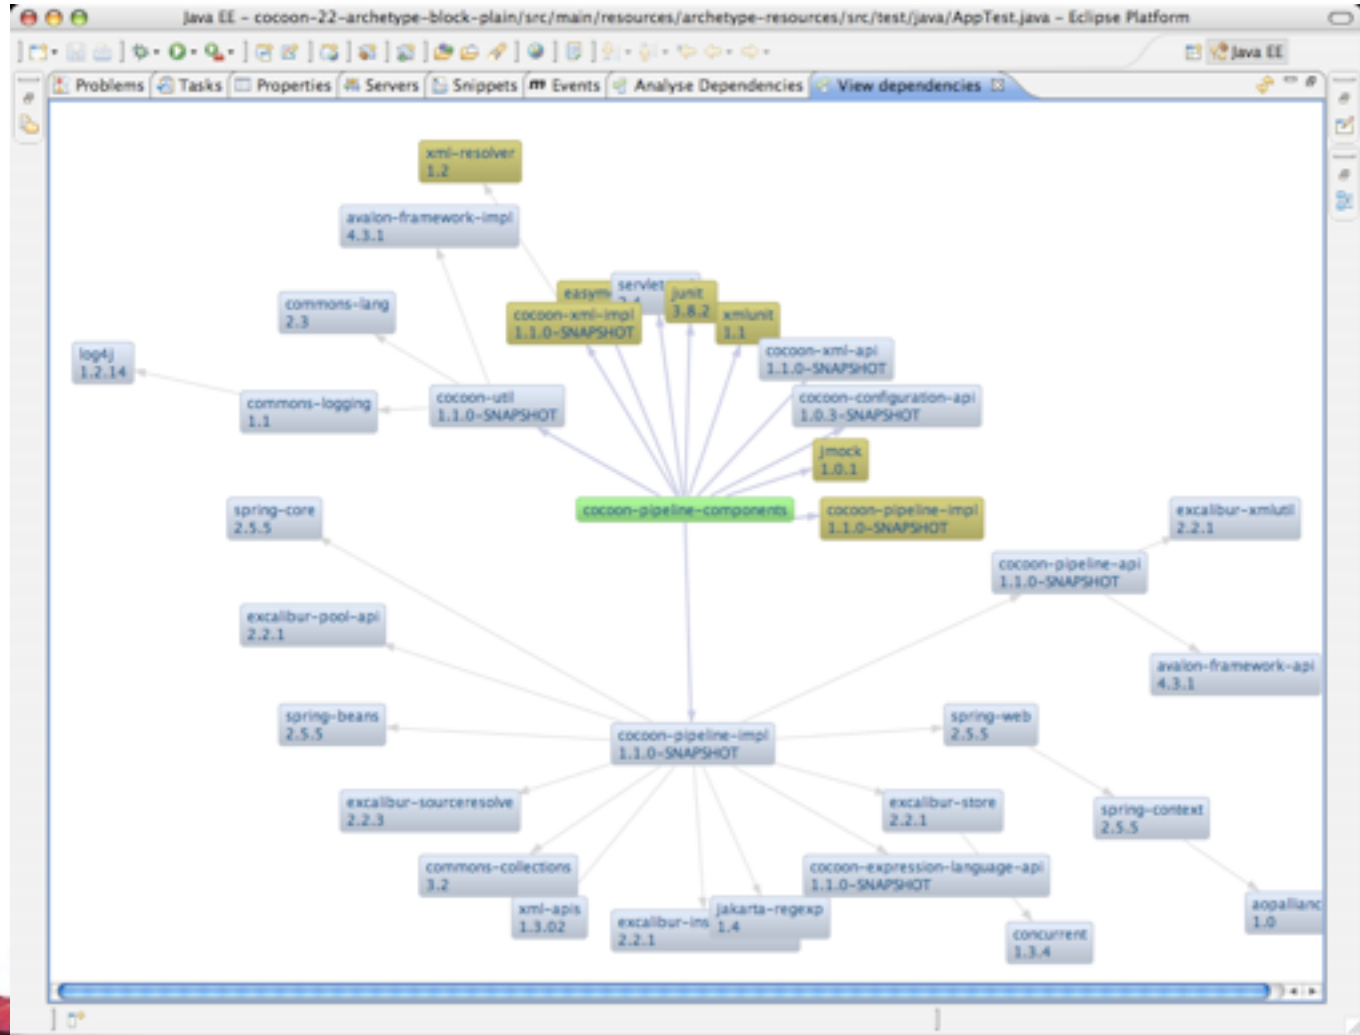 Java EE - cocoon-22-archetype-block-plain/src/main/resources/archetype-resources/src/test/java/AppTest.java - Eclipse Platform
Java EE
Problems
Tasks
Properties
Servers
Snippets
Events
Analyse Dependencies
View dependencies
xml-resolver
1.2
avalon-framework-impl
4.3.1
commons-lang
2.3
log4j
1.2.14
commons-logging
1.1
cocoon-util
1.1.0-SNAPSHOT
easym
servlet
2.4
junit
3.8.2
cocoon-xml-impl
1.1.0-SNAPSHOT
xmlunit
1.1
cocoon-xml-api
1.1.0-SNAPSHOT
cocoon-configuration-api
1.0.3-SNAPSHOT
jmock
1.0.1
cocoon-pipeline-components
cocoon-pipeline-impl
1.1.0-SNAPSHOT
spring-core
2.5.5
excalibur-xmlutil
2.2.1
cocoon-pipeline-api
1.1.0-SNAPSHOT
excalibur-pool-api
2.2.1
avalon-framework-api
4.3.1
spring-beans
2.5.5
cocoon-pipeline-impl
1.1.0-SNAPSHOT
spring-web
2.5.5
excalibur-sourceresolve
2.2.3
excalibur-store
2.2.1
spring-context
2.5.5
commons-collections
3.2
cocoon-expression-language-api
1.1.0-SNAPSHOT
xml-apis
1.3.02
excalibur-ins
2.2.1
jakarta-regexp
1.4
aopallianc
1.0
concurrent
1.3.4